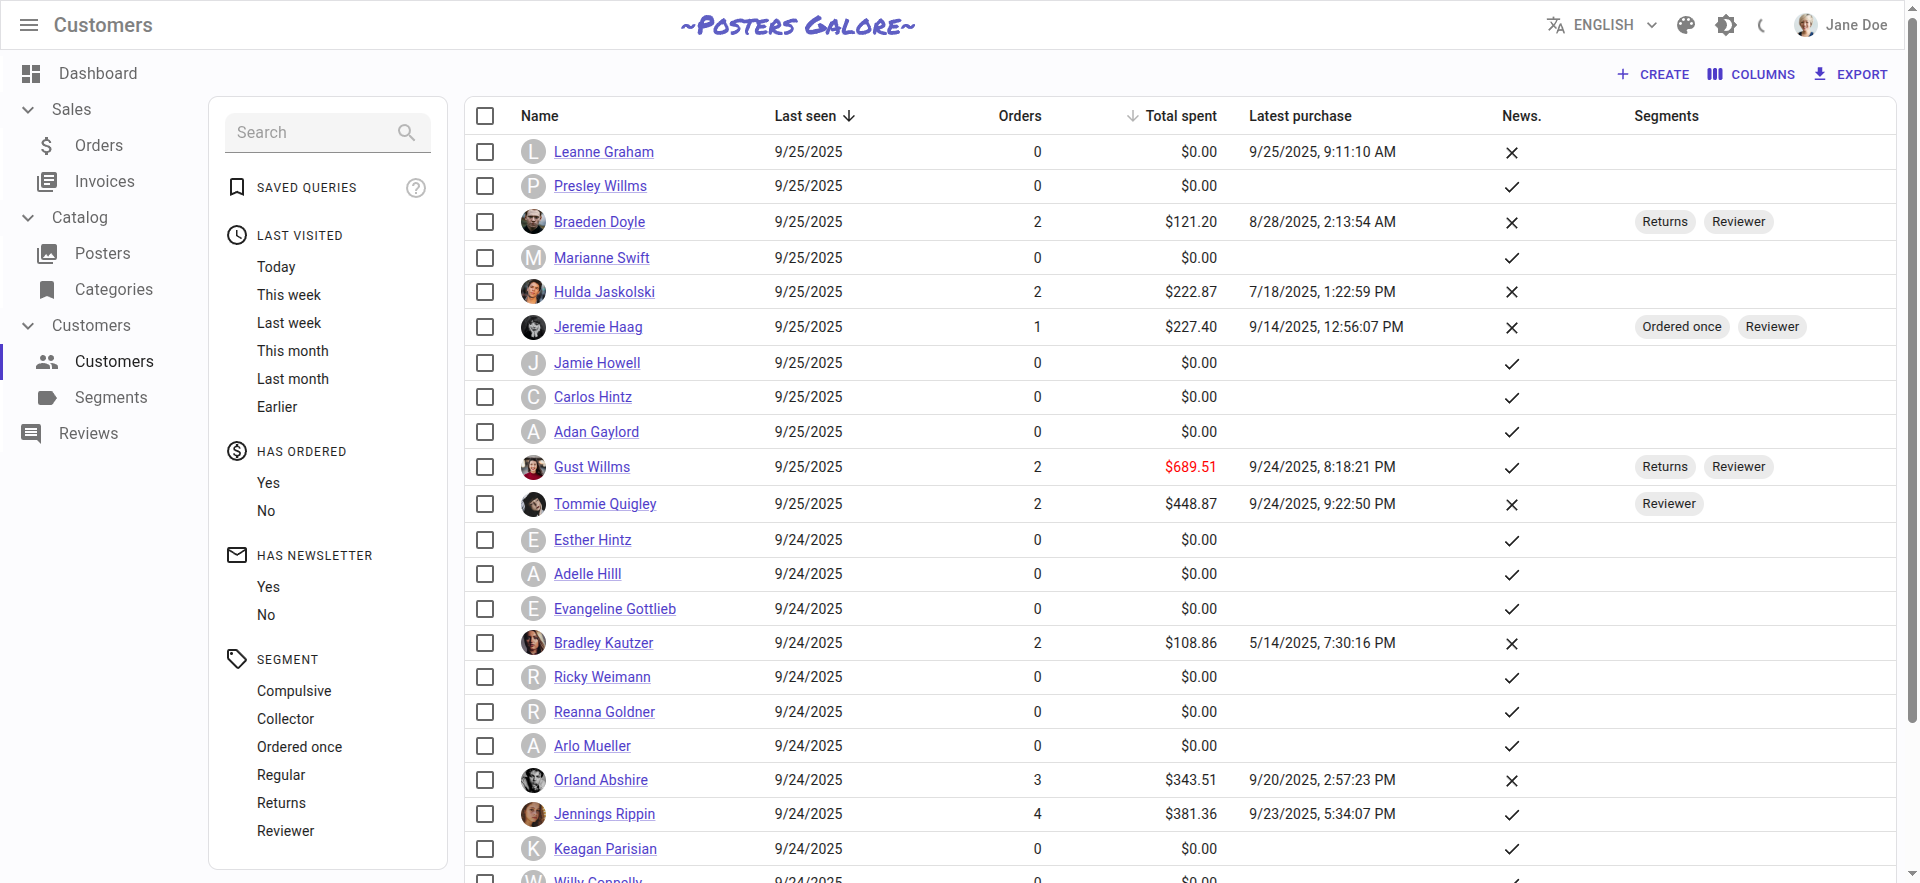 Customers
~Posters Galore~
ENGLISH
Jane Doe
Dashboard
Sales
Orders
Invoices
Catalog
Posters
Categories
Customers
Customers
Segments
Reviews
CREATE COLUMNS EXPORT
Search
SAVED QUERIES ?
LAST VISITED
Today
This week
Last week
This month
Last month
Earlier
HAS ORDERED
Yes
No
HAS NEWSLETTER
Yes
No
SEGMENT
Compulsive
Collector
Ordered once
Regular
Returns
Reviewer
Name Last seen Orders Total spent Latest purchase News. Segments
L Leanne Graham 9/25/2025 0 $0.00 9/25/2025, 9:11:10 AM
P Presley Willms 9/25/2025 0 $0.00
Braeden Doyle 9/25/2025 2 $121.20 8/28/2025, 2:13:54 AM Returns Reviewer
M Marianne Swift 9/25/2025 0 $0.00
Hulda Jaskolski 9/25/2025 2 $222.87 7/18/2025, 1:22:59 PM
Jeremie Haag 9/25/2025 1 $227.40 9/14/2025, 12:56:07 PM Ordered once Reviewer
J Jamie Howell 9/25/2025 0 $0.00
C Carlos Hintz 9/25/2025 0 $0.00
A Adan Gaylord 9/25/2025 0 $0.00
Gust Willms 9/25/2025 2 $689.51 9/24/2025, 8:18:21 PM Returns Reviewer
Tommie Quigley 9/25/2025 2 $448.87 9/24/2025, 9:22:50 PM Reviewer
E Esther Hintz 9/24/2025 0 $0.00
A Adelle Hilll 9/24/2025 0 $0.00
E Evangeline Gottlieb 9/24/2025 0 $0.00
Bradley Kautzer 9/24/2025 2 $108.86 5/14/2025, 7:30:16 PM
R Ricky Weimann 9/24/2025 0 $0.00
R Reanna Goldner 9/24/2025 0 $0.00
A Arlo Mueller 9/24/2025 0 $0.00
Orland Abshire 9/24/2025 3 $343.51 9/20/2025, 2:57:23 PM
Jennings Rippin 9/24/2025 4 $381.36 9/23/2025, 5:34:07 PM
K Keagan Parisian 9/24/2025 0 $0.00
W Willy Connelly 9/24/2025 0 $0.00